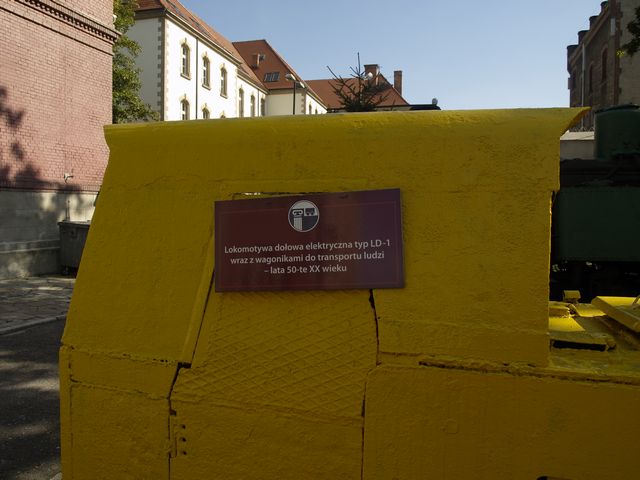 Lokomotywa dołowa elektryczna typ LD-1
wraz z wagonikami do transportu ludzi
– lata 50-te XX wieku